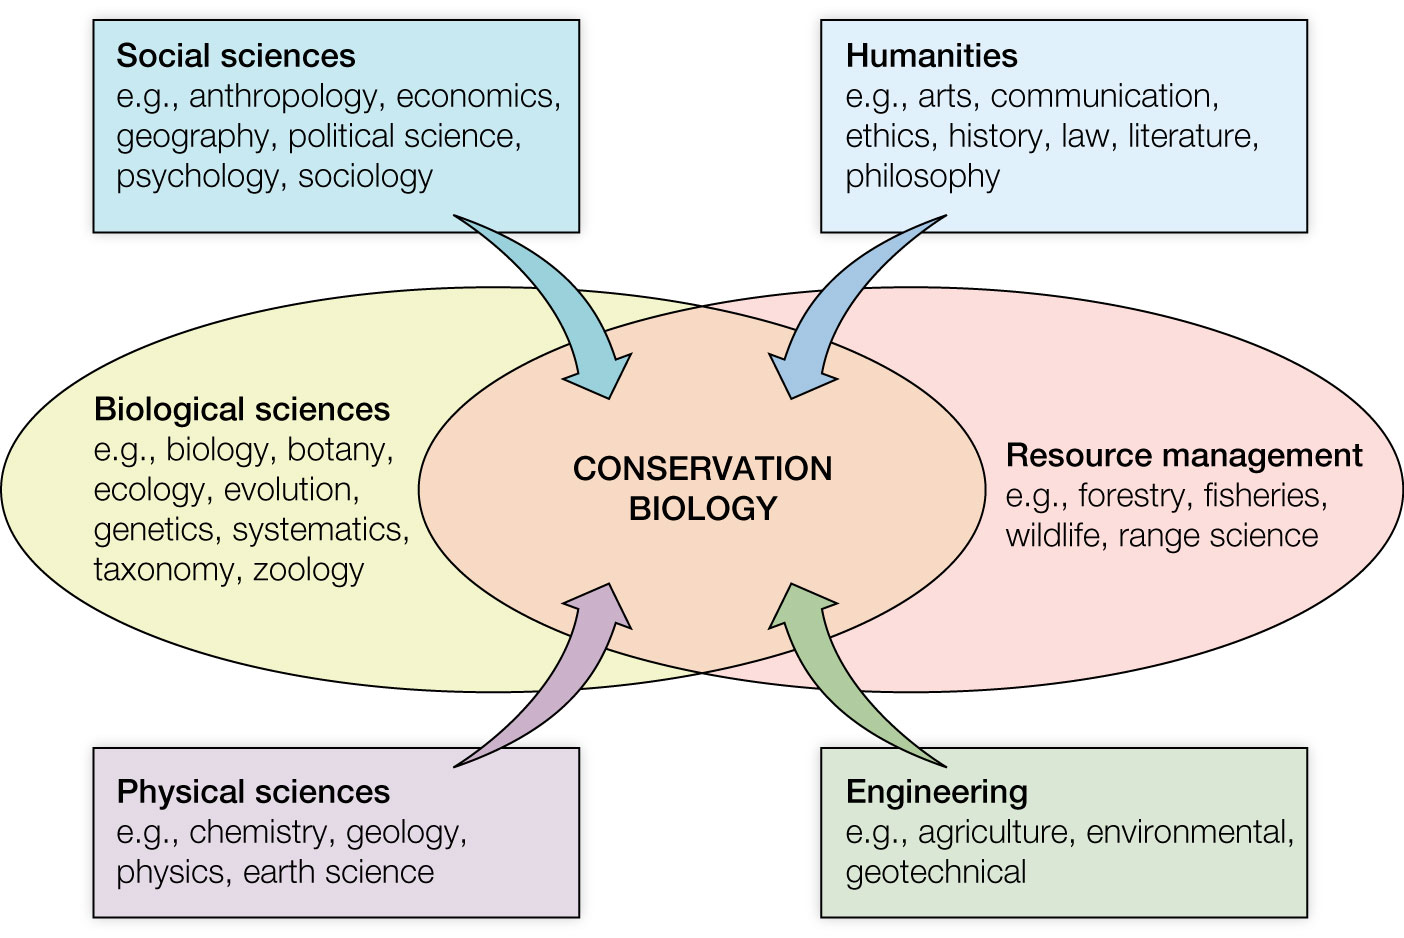 Social sciences
e.g., anthropology, economics,
geography, political science,
psychology, sociology
Humanities
e.g., arts, communication,
ethics, history, law, literature,
philosophy
Biological sciences
e.g., biology, botany,
ecology, evolution,
genetics, systematics,
taxonomy, zoology
CONSERVATION
BIOLOGY
Resource management
e.g., forestry, fisheries,
wildlife, range science
Physical sciences
e.g., chemistry, geology,
physics, earth science
Engineering
e.g., agriculture, environmental,
geotechnical